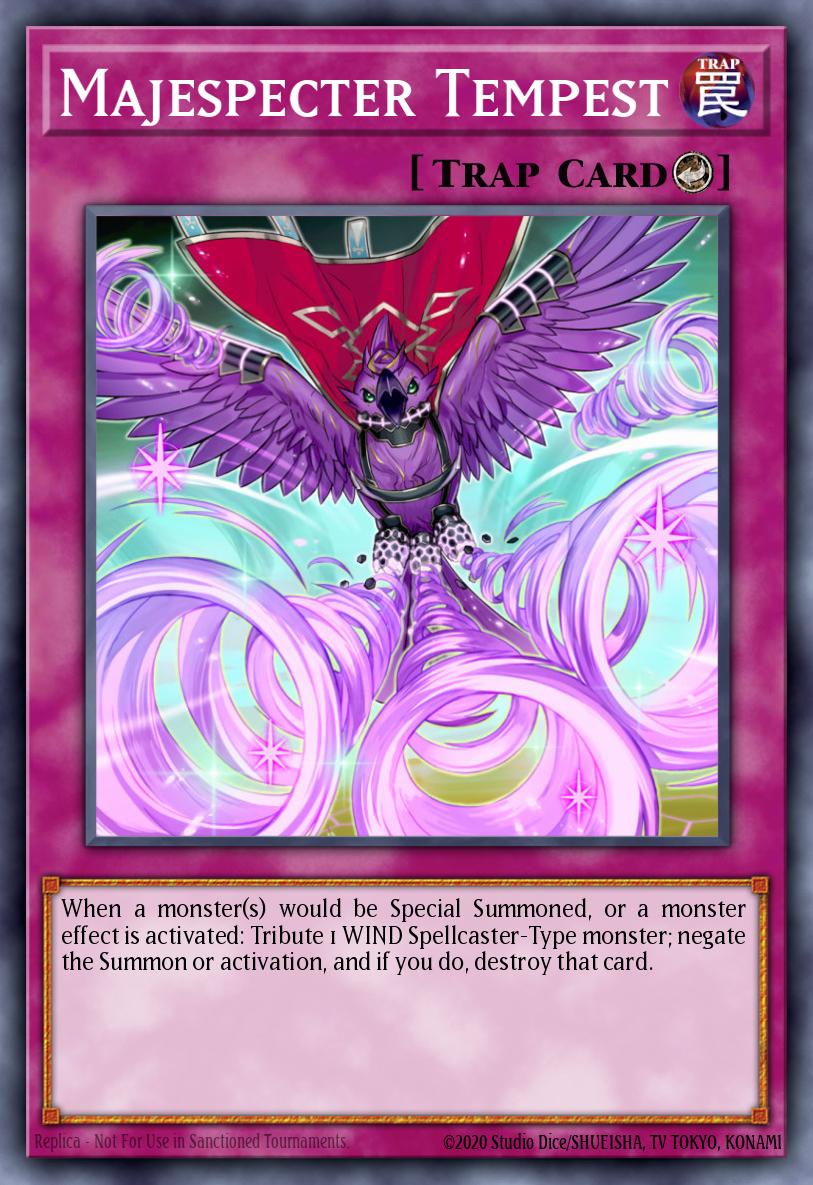 Majespecter Tempest
TRAP
罠
[ Trap Card ]
When a monster(s) would be Special Summoned, or a monster
effect is activated: Tribute 1 WIND Spellcaster-Type monster; negate
the Summon or activation, and if you do, destroy that card.
Replica - Not For Use in Sanctioned Tournaments.
©2020 Studio Dice/SHUEISHA, TV TOKYO, KONAMI